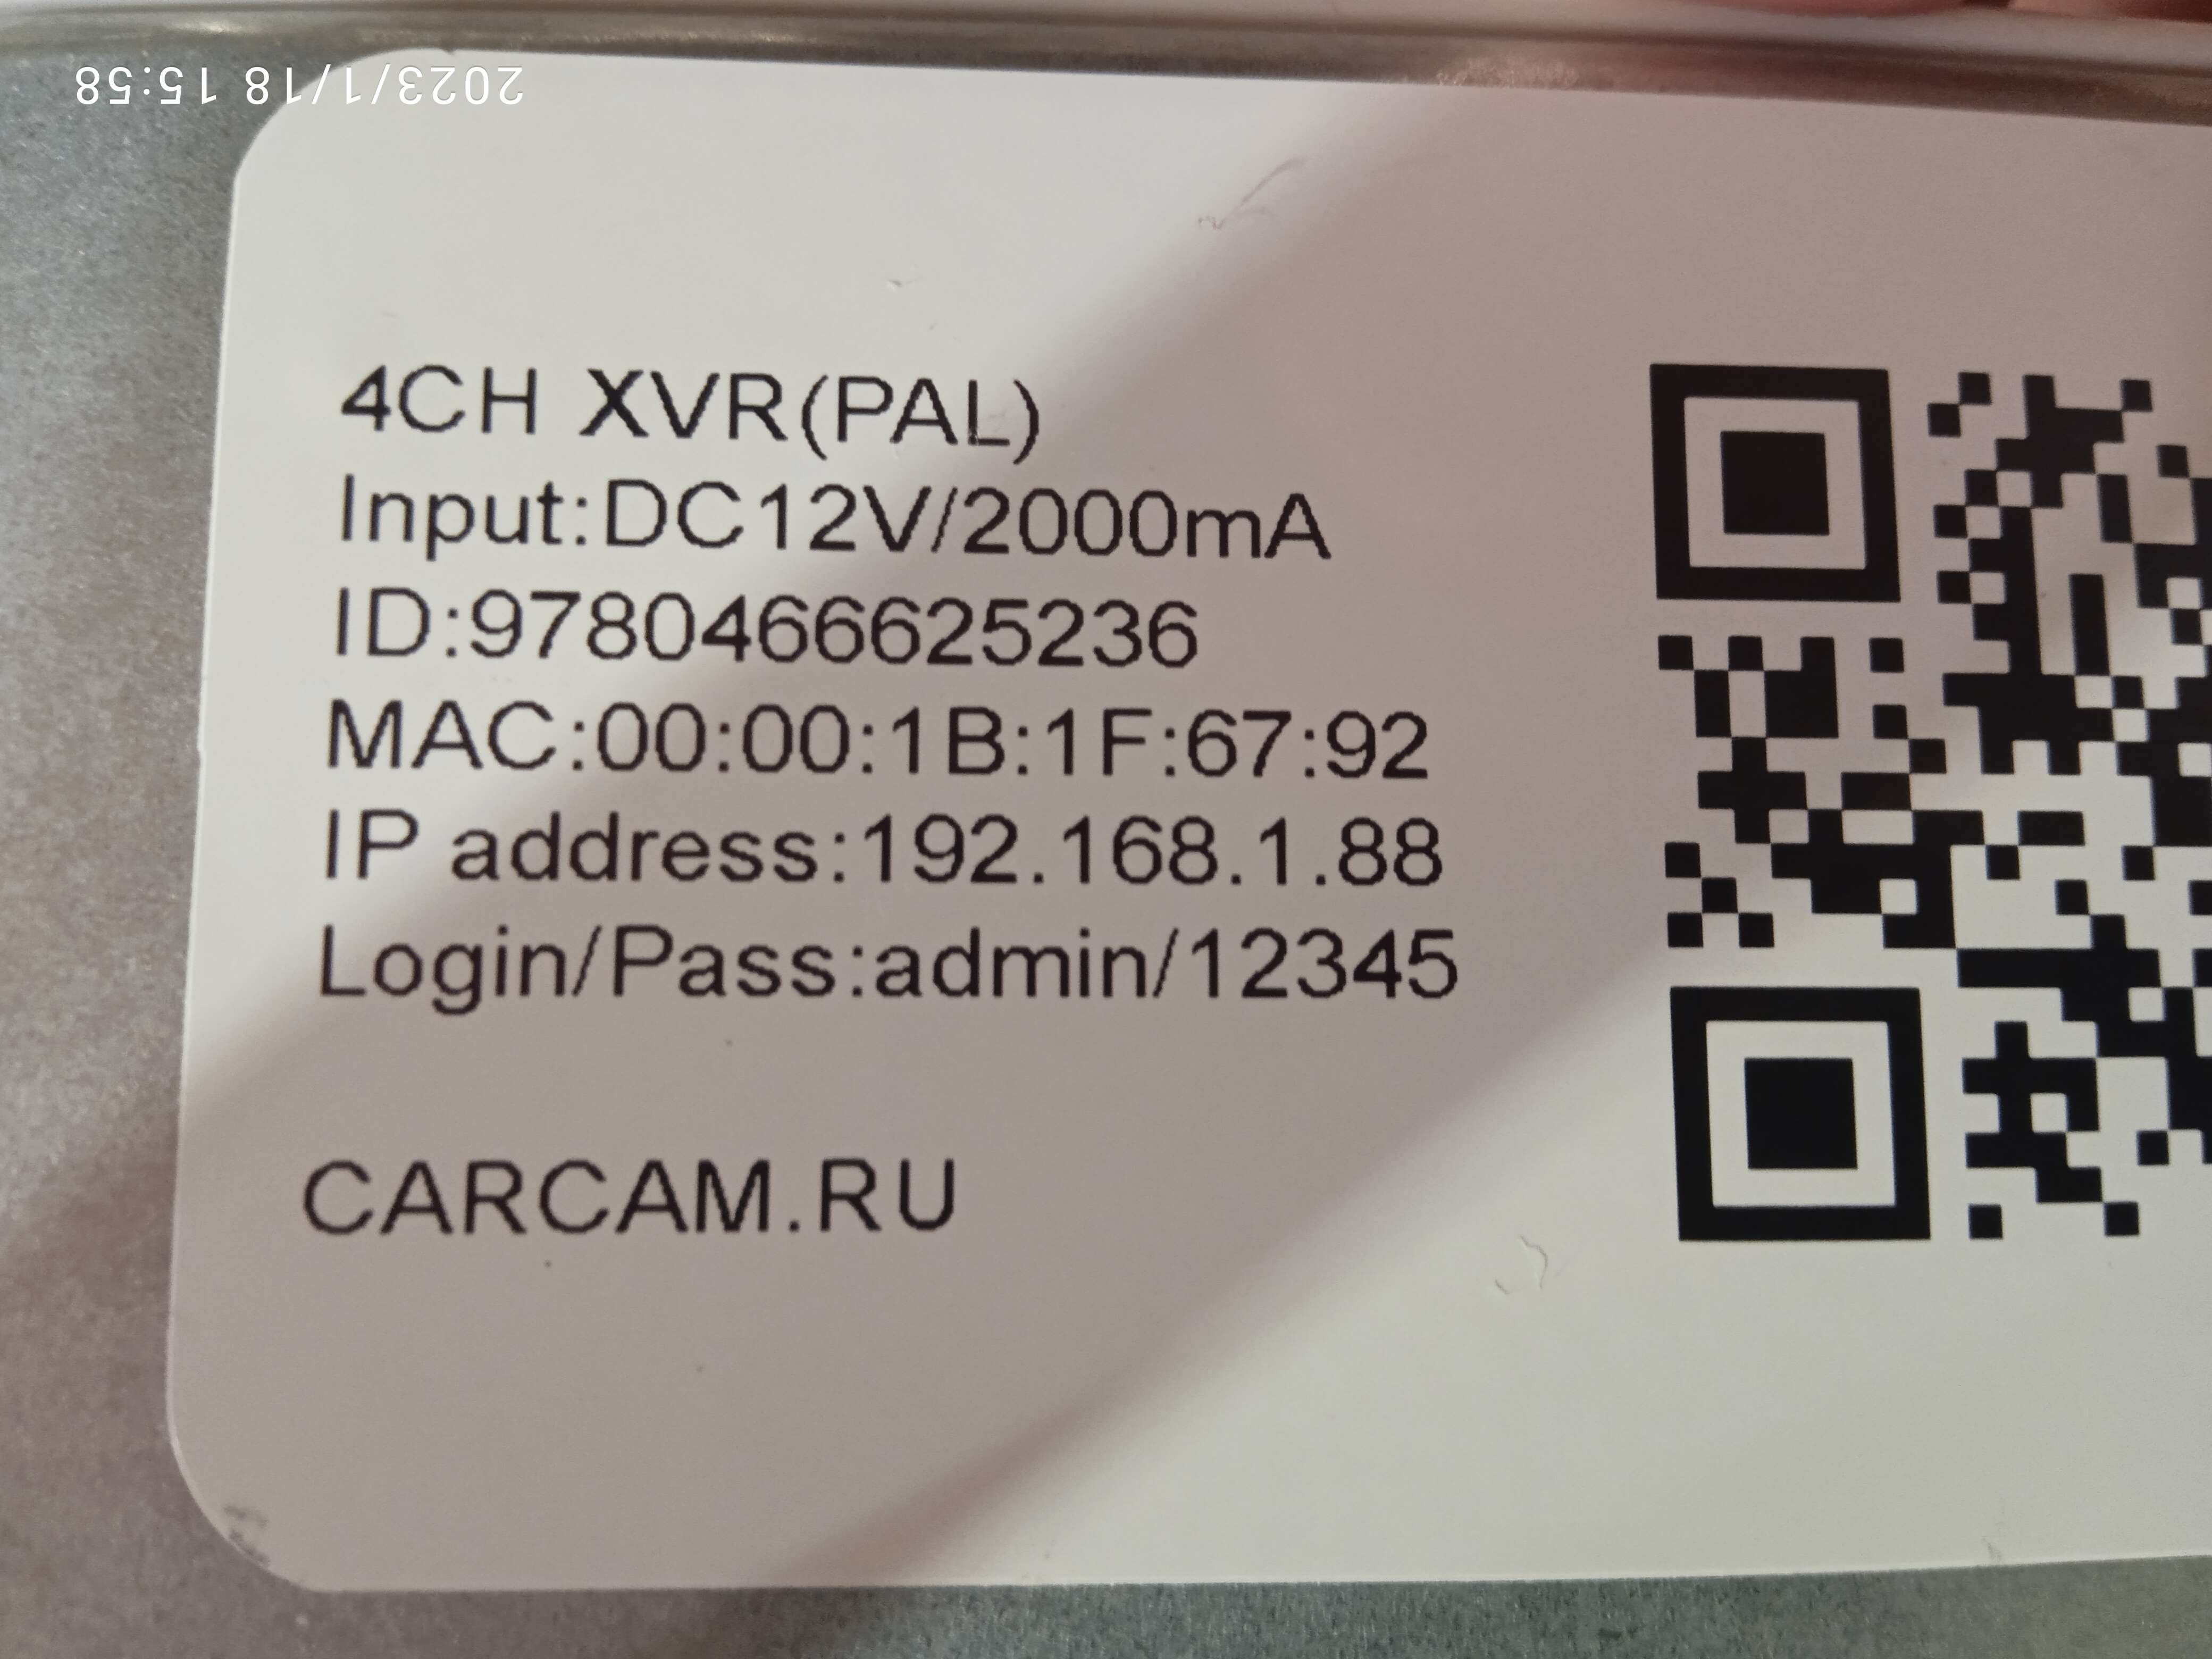 2023/1/18 15:58
4CH XVR(PAL)
Input:DC12V/2000mA
ID:9780466625236
MAC:00:00:1B:1F:67:92
IP address:192.168.1.88
Login/Pass:admin/12345
CARCAM.RU